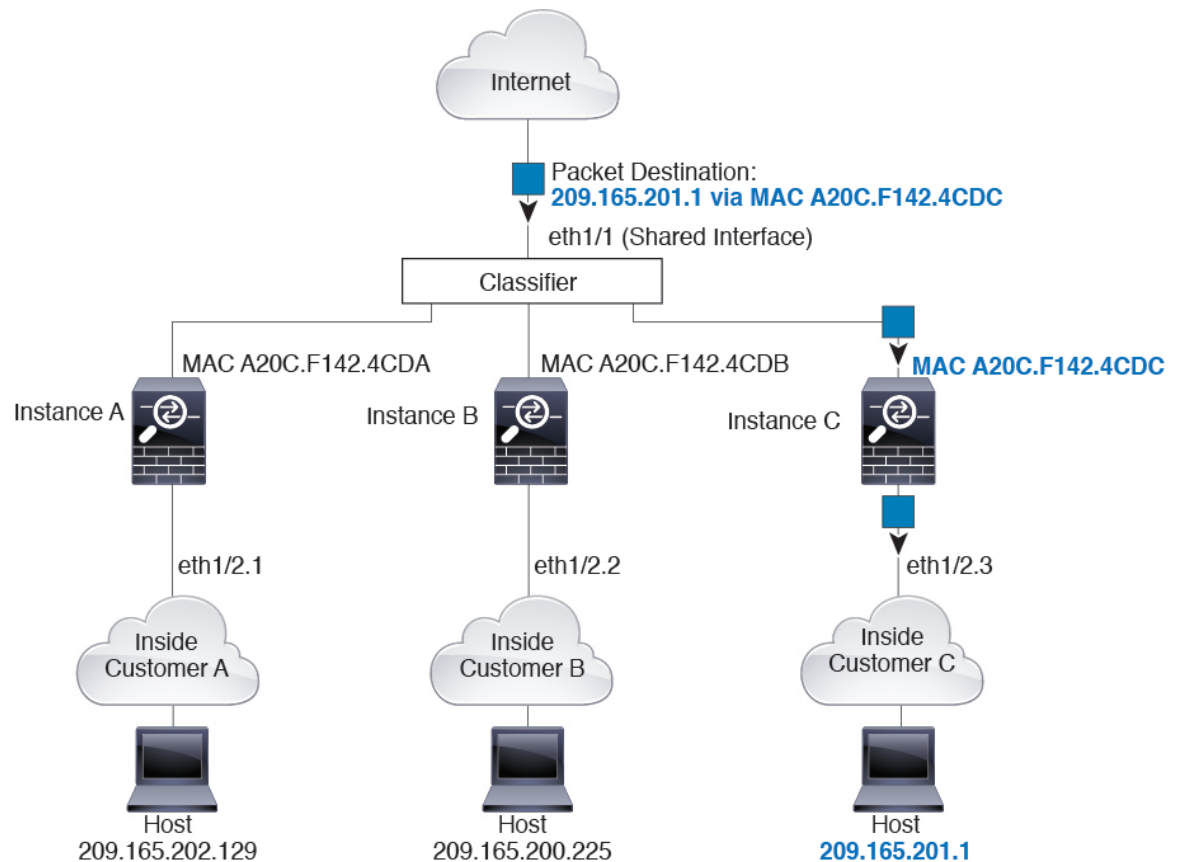 Internet
Packet Destination:
209.165.201.1 via MAC A20C.F142.4CDC
eth1/1 (Shared Interface)
Classifier
MAC A20C.F142.4CDA
MAC A20C.F142.4CDB
MAC A20C.F142.4CDC
Instance A
Instance B
Instance C
eth1/2.1
eth1/2.2
eth1/2.3
Inside
Customer A
Inside
Customer B
Inside
Customer C
Host
209.165.202.129
Host
209.165.200.225
Host
209.165.201.1